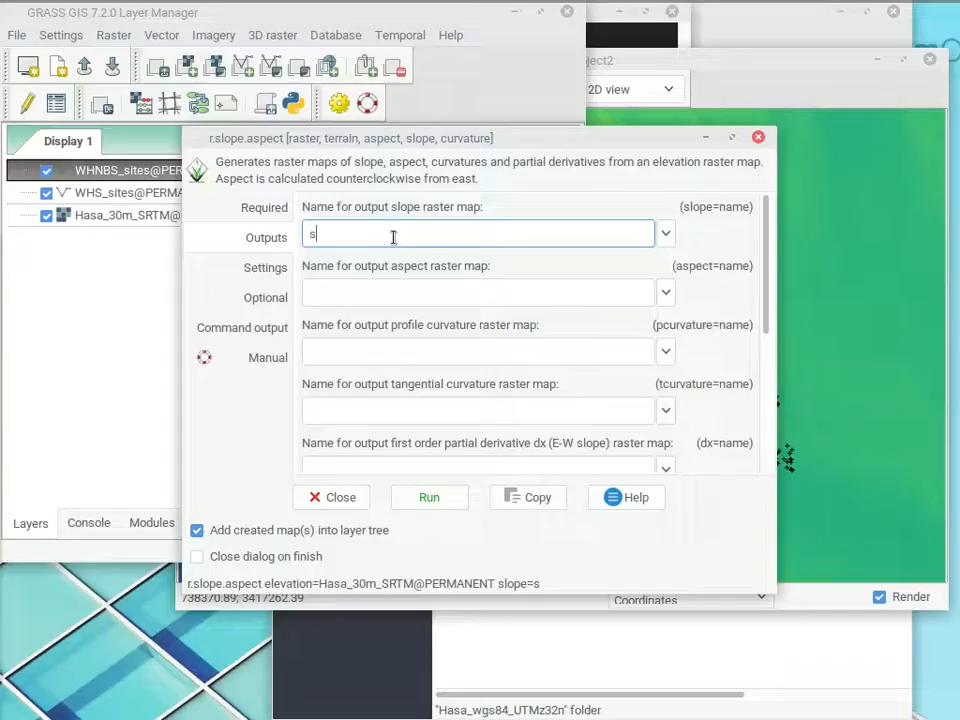 GRASS GIS 7.2.0 Layer Manager
File Settings Raster Vector Imagery 3D raster Database Temporal Help
ject2
2D view
Display 1
WHNBS_sites@PER
WHS_sites@PERMA
Hasa_30m_SRTM@
r.slope.aspect [raster, terrain, aspect, slope, curvature]
Generates raster maps of slope, aspect, curvatures and partial derivatives from an elevation raster map.
Aspect is calculated counterclockwise from east.
Required
Outputs
Settings
Optional
Command output
Manual
Name for output slope raster map: (slope=name)
s
Name for output aspect raster map: (aspect=name)
Name for output profile curvature raster map: (pcurvature=name)
Name for output tangential curvature raster map: (tcurvature=name)
Name for output first order partial derivative dx (E-W slope) raster map: (dx=name)
Close Run Copy Help
Add created map(s) into layer tree
Close dialog on finish
r.slope.aspect elevation=Hasa_30m_SRTM@PERMANENT slope=s
Layers Console Modules
738370.89; 3417262.39
Coordinates
Render
"Hasa_wgs84_UTMz32n" folder